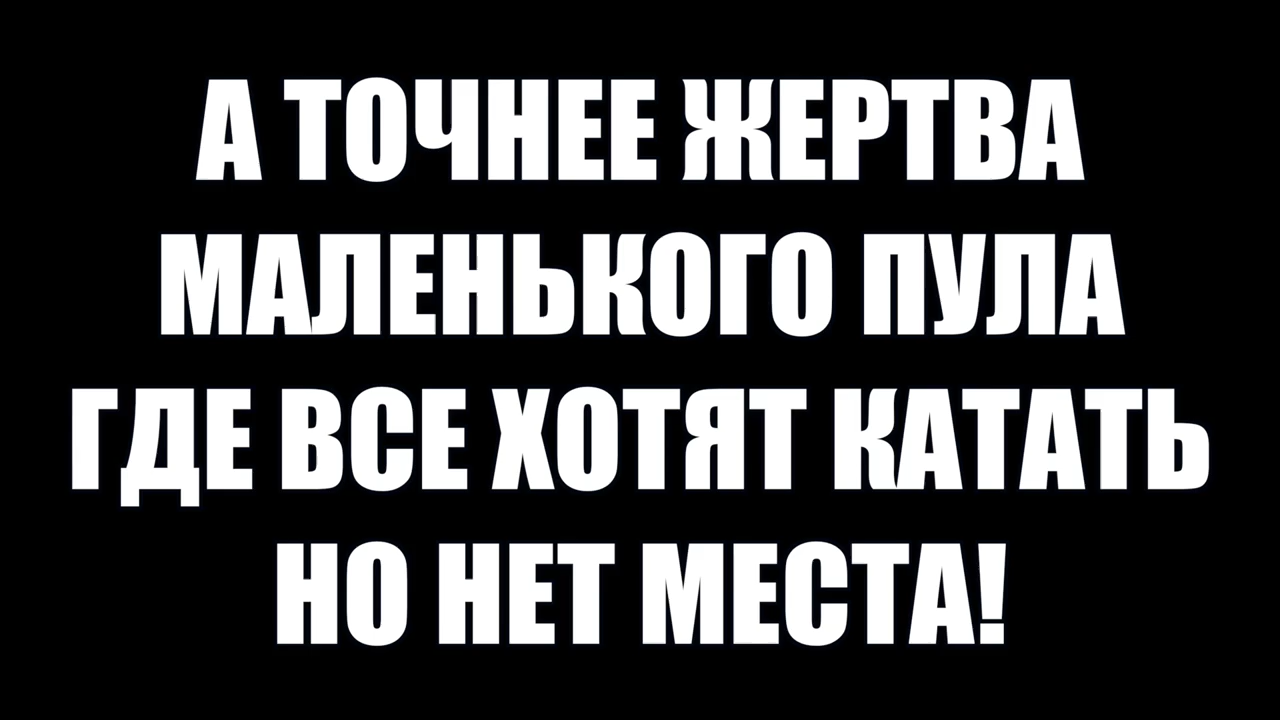 А ТОЧНЕЕ ЖЕРТВА
МАЛЕНЬКОГО ПУЛА
ГДЕ ВСЕ ХОТЯТ КАТАТЬ
НО НЕТ МЕСТА!